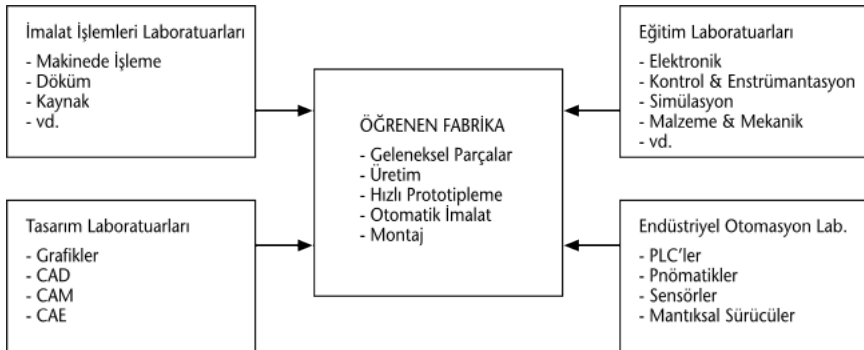 İmalat İşlemleri Laboratuarları
- Makinede İşleme
- Döküm
- Kaynak
- vd.
Tasarım Laboratuarları
- Grafikler
- CAD
- CAM
- CAE
ÖĞRENEN FABRİKA
- Geleneksel Parçalar
- Üretim
- Hızlı Prototipleme
- Otomatik İmalat
- Montaj
Eğitim Laboratuarları
- Elektronik
- Kontrol & Enstrümantasyon
- Simülasyon
- Malzeme & Mekanik
- vd.
Endüstriyel Otomasyon Lab.
- PLC’ler
- Pnömatikler
- Sensörler
- Mantıksal Sürücüler